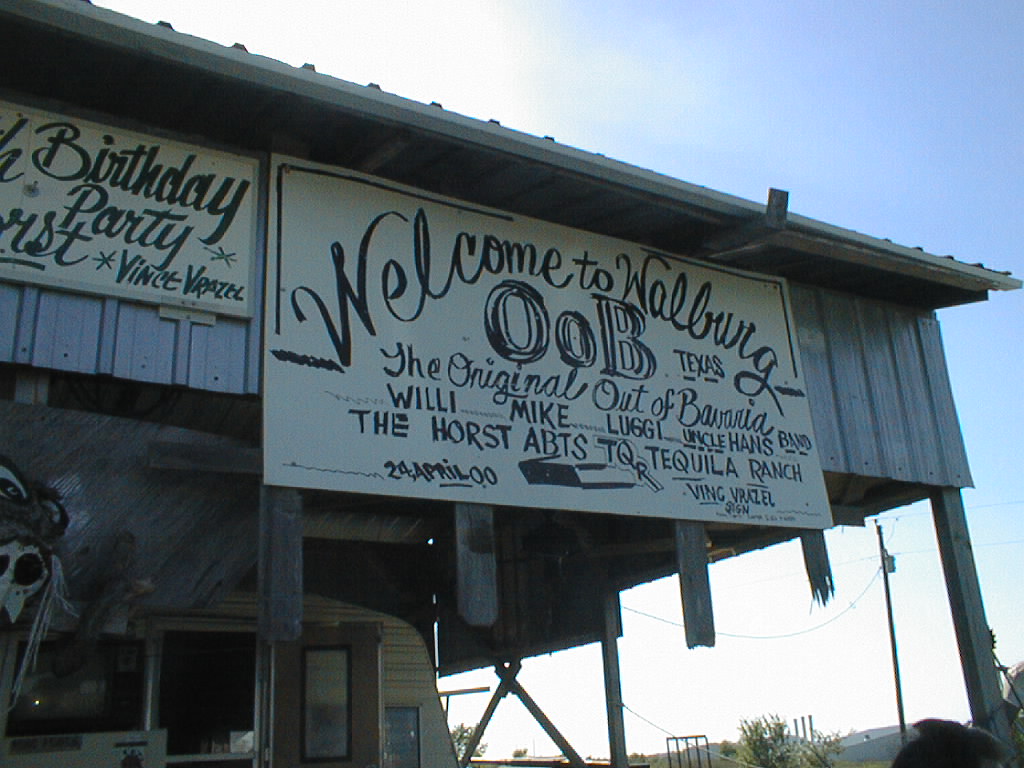 Birthday
Party
* Vince Vrazel *
Welcome to Walburg
OoB
TEXAS
The Original Out of Bavaria
WILLI MIKE LUGGI UNCLE HANS BAND
THE HORST ABTS TQR TEQUILA RANCH
24 APRIL 00
VINC VRAZEL
SIGN